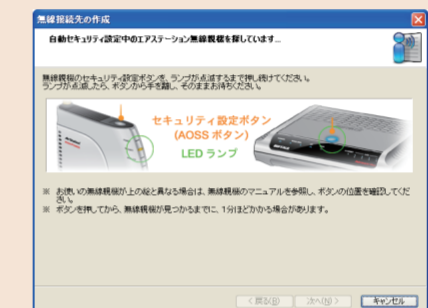 無線接続先の作成
自動セキュリティ設定中のエアステーション無線親機を探しています...
無線親機のセキュリティ設定ボタンを、ランプが点滅するまで押し続けてください。
ランプが点滅したら、ボタンから手を離し、そのままお待ちください。
セキュリティ設定ボタン
(AOSS ボタン)
LED ランプ
※ お使いの無線親機が上の絵と異なる場合は、無線親機のマニュアルを参照し、ボタンの位置を確認してくだ
さい。
※ ボタンを押してから、無線親機が見つかるまでに、1分ほどかかる場合があります。
< 戻る(B)
次へ(N) >
キャンセル